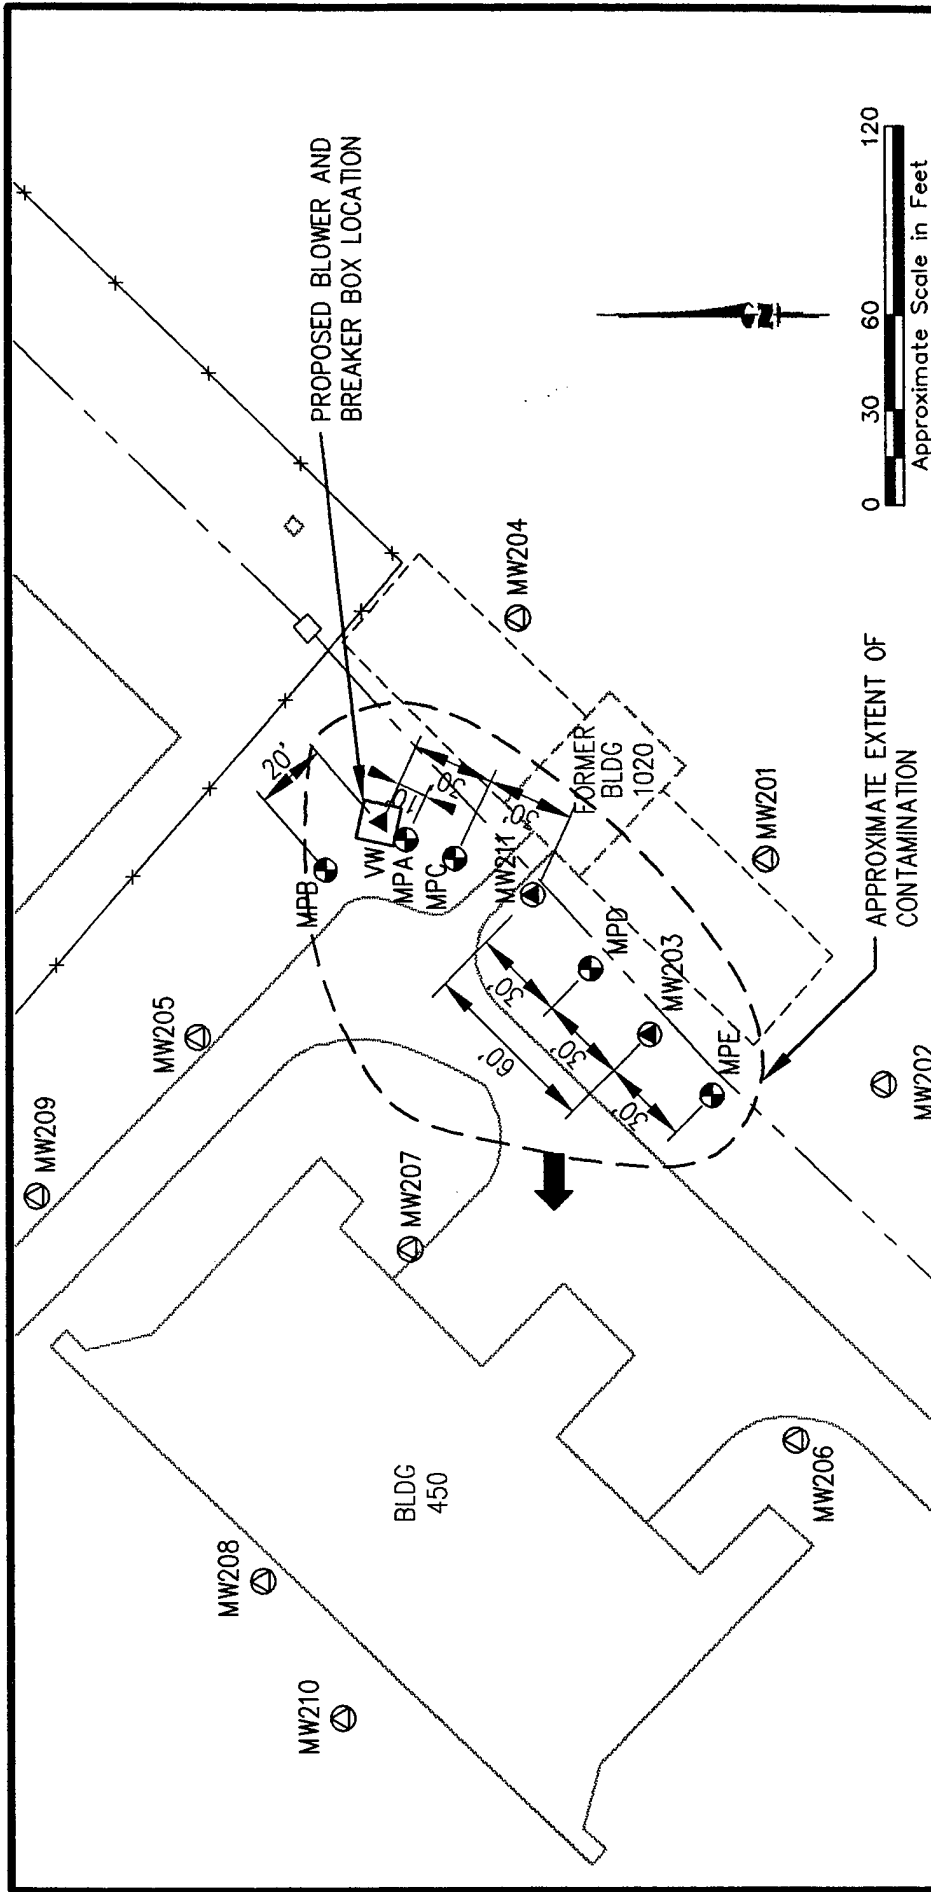 MW209
MW205
MW208
MW210
MW207
BLDG
450
MW206
MW202
MPB
20'
VW
MPA
10'
MPC
20'
30'
MW211
FORMER
BLDG
1020
MPD
MW203
MPE
30'
30'
60'
30'
MW204
MW201
PROPOSED BLOWER AND
BREAKER BOX LOCATION
APPROXIMATE EXTENT OF
CONTAMINATION
N
0 30 60 120
Approximate Scale in Feet